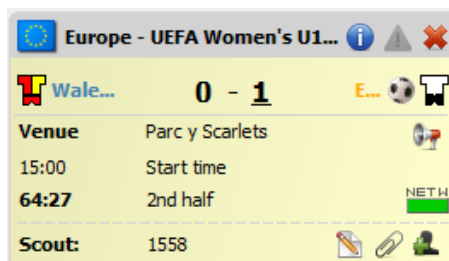 Europe - UEFA Women's U1...
Wale... 0 - 1 E...
Venue Parc y Scarlets
15:00 Start time
64:27 2nd half
NETW
Scout: 1558